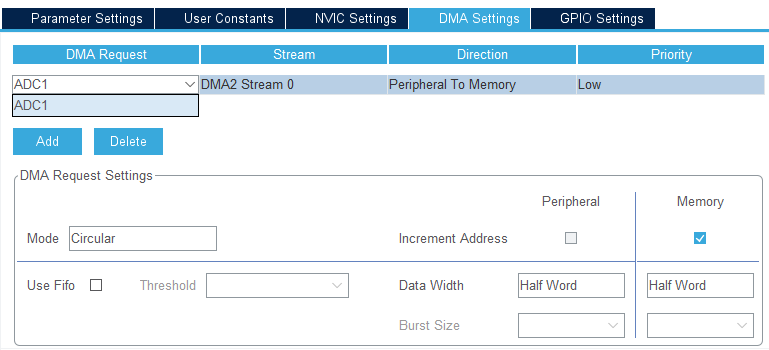 Parameter Settings User Constants NVIC Settings DMA Settings GPIO Settings
DMA Request Stream Direction Priority
ADC1 DMA2 Stream 0 Peripheral To Memory Low
ADC1
Add Delete
DMA Request Settings
Peripheral Memory
Mode Circular Increment Address
Use Fifo Threshold Data Width Half Word Half Word
Burst Size